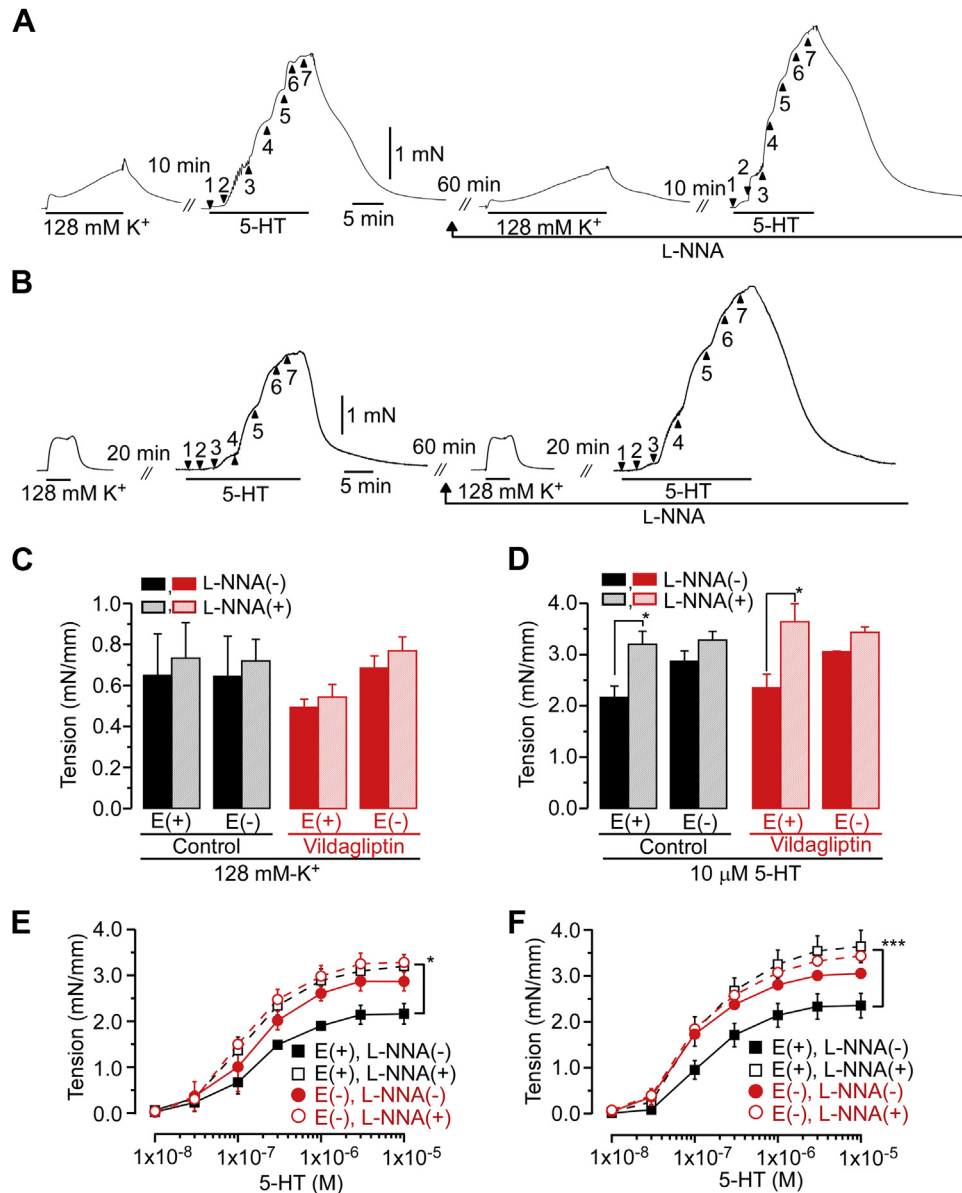 A
10 min
1 2 3 4 5 6 7
1 mN
60 min
10 min
1 2 3 4 5 6 7
128 mM K+
5-HT
5 min
128 mM K+
5-HT
L-NNA
B
20 min
1 2 3 4 5 6 7
1 mN
60 min
20 min
1 2 3 4 5 6 7
128 mM K+
5-HT
5 min
128 mM K+
5-HT
L-NNA
C
, L-NNA(-)
, L-NNA(+)
Tension (mN/mm)
1.0
0.8
0.6
0.4
0.2
0.0
E(+) E(-) E(+) E(-)
Control Vildagliptin
128 mM-K+
D
, L-NNA(-)
, L-NNA(+)
Tension (mN/mm)
4.0
3.0
2.0
1.0
0.0
* *
E(+) E(-) E(+) E(-)
Control Vildagliptin
10 μM 5-HT
E
Tension (mN/mm)
4.0
3.0
2.0
1.0
0.0
*
E(+), L-NNA(-)
E(+), L-NNA(+)
E(-), L-NNA(-)
E(-), L-NNA(+)
1x10-8 1x10-7 1x10-6 1x10-5
5-HT (M)
F
Tension (mN/mm)
4.0
3.0
2.0
1.0
0.0
***
E(+), L-NNA(-)
E(+), L-NNA(+)
E(-), L-NNA(-)
E(-), L-NNA(+)
1x10-8 1x10-7 1x10-6 1x10-5
5-HT (M)